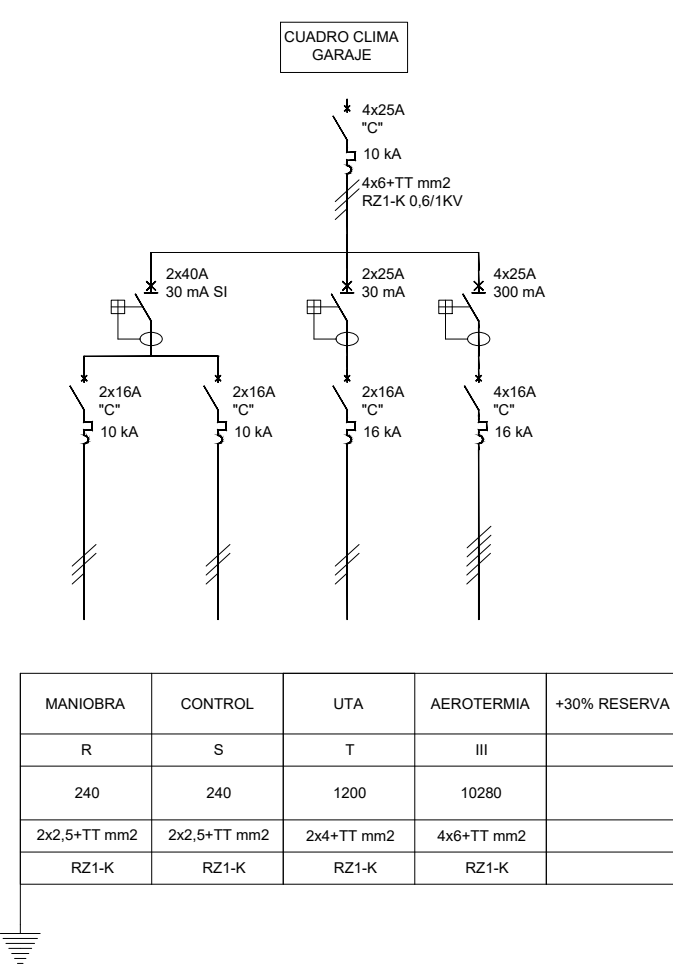 CUADRO CLIMA
GARAJE
4x25A
"C"
10 kA
4x6+TT mm2
RZ1-K 0,6/1KV
2x40A
30 mA SI
2x25A
30 mA
4x25A
300 mA
2x16A
"C"
10 kA
2x16A
"C"
10 kA
2x16A
"C"
16 kA
4x16A
"C"
16 kA
MANIOBRA CONTROL UTA AEROTERMIA +30% RESERVA
R S T III
240 240 1200 10280
2x2,5+TT mm2 2x2,5+TT mm2 2x4+TT mm2 4x6+TT mm2
RZ1-K RZ1-K RZ1-K RZ1-K